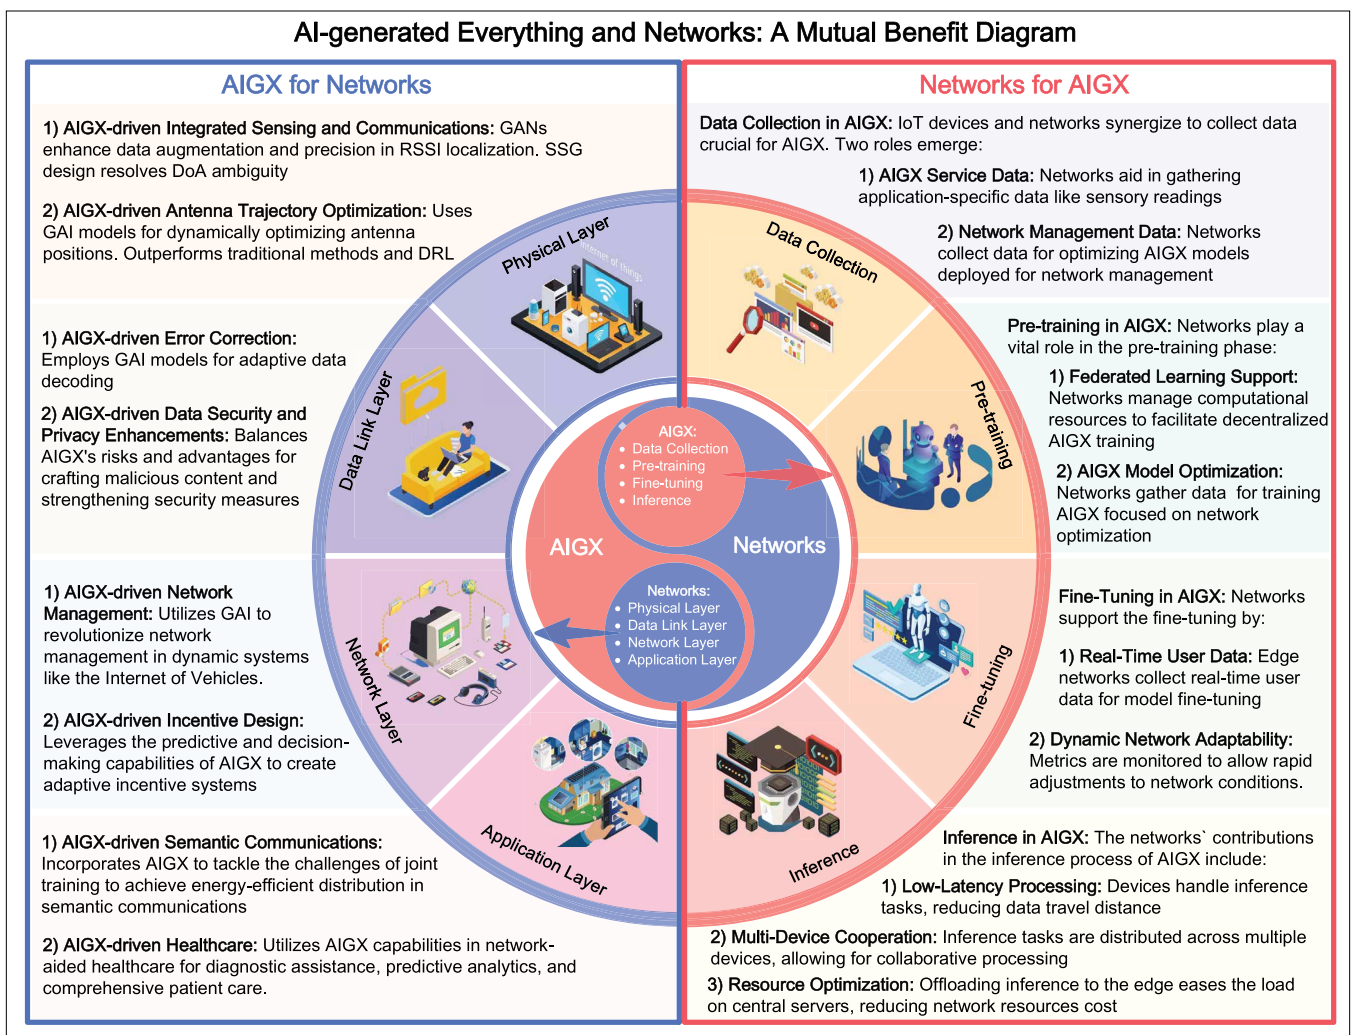 AI-generated Everything and Networks: A Mutual Benefit Diagram
AIGX for Networks
1) AIGX-driven Integrated Sensing and Communications: GANs
enhance data augmentation and precision in RSSI localization. SSG
design resolves DoA ambiguity
2) AIGX-driven Antenna Trajectory Optimization: Uses
GAI models for dynamically optimizing antenna
positions. Outperforms traditional methods and DRL
1) AIGX-driven Error Correction:
Employs GAI models for adaptive data
decoding
2) AIGX-driven Data Security and
Privacy Enhancements: Balances
AIGX's risks and advantages for
crafting malicious content and
strengthening security measures
1) AIGX-driven Network
Management: Utilizes GAI to
revolutionize network
management in dynamic systems
like the Internet of Vehicles.
2) AIGX-driven Incentive Design:
Leverages the predictive and decision-
making capabilities of AIGX to create
adaptive incentive systems
1) AIGX-driven Semantic Communications:
Incorporates AIGX to tackle the challenges of joint
training to achieve energy-efficient distribution in
semantic communications
2) AIGX-driven Healthcare: Utilizes AIGX capabilities in network-
aided healthcare for diagnostic assistance, predictive analytics, and
comprehensive patient care.
Physical Layer
Internet of things
Data Link Layer
Network Layer
Application Layer
AIGX:
• Data Collection
• Pre-training
• Fine-tuning
• Inference
AIGX
Networks
Networks:
• Physical Layer
• Data Link Layer
• Network Layer
• Application Layer
Data Collection
Pre-training
Fine-tuning
Inference
Networks for AIGX
Data Collection in AIGX: IoT devices and networks synergize to collect data
crucial for AIGX. Two roles emerge:
1) AIGX Service Data: Networks aid in gathering
application-specific data like sensory readings
2) Network Management Data: Networks
collect data for optimizing AIGX models
deployed for network management
Pre-training in AIGX: Networks play a
vital role in the pre-training phase:
1) Federated Learning Support:
Networks manage computational
resources to facilitate decentralized
AIGX training
2) AIGX Model Optimization:
Networks gather data for training
AIGX focused on network
optimization
Fine-Tuning in AIGX: Networks
support the fine-tuning by:
1) Real-Time User Data: Edge
networks collect real-time user
data for model fine-tuning
2) Dynamic Network Adaptability:
Metrics are monitored to allow rapid
adjustments to network conditions.
Inference in AIGX: The networks` contributions
in the inference process of AIGX include:
1) Low-Latency Processing: Devices handle inference
tasks, reducing data travel distance
2) Multi-Device Cooperation: Inference tasks are distributed across multiple
devices, allowing for collaborative processing
3) Resource Optimization: Offloading inference to the edge eases the load
on central servers, reducing network resources cost